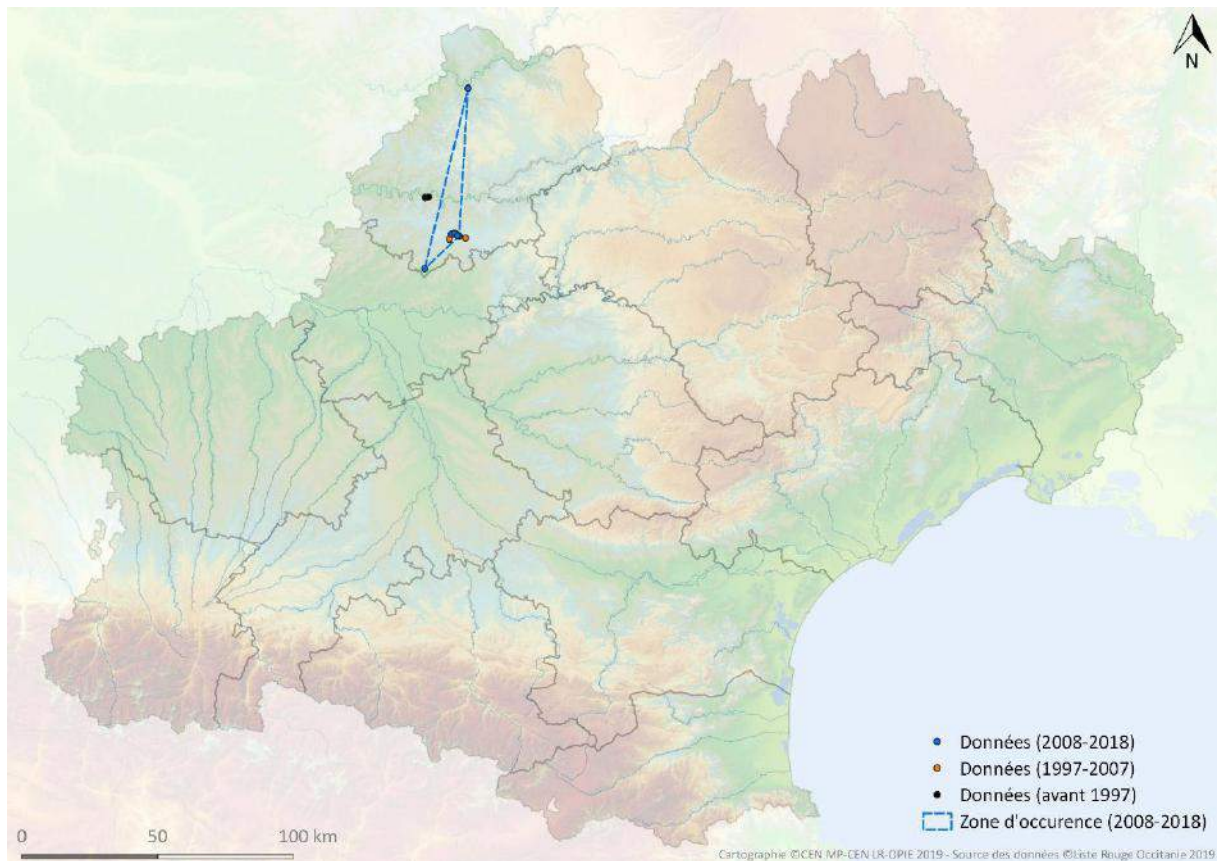 N
Données (2008-2018)
Données (1997-2007)
Données (avant 1997)
Zone d'occurence (2008-2018)
0 50 100 km
Cartographie ©CEN MP-CEN LR-OPIE 2019 - Source des données ©Liste Rouge Occitanie 2019